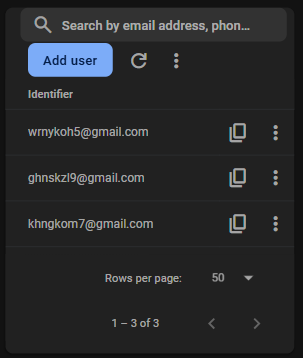 Search by email address, phon...
Add user
Identifier
wrnykoh5@gmail.com
ghnskzl9@gmail.com
khngkom7@gmail.com
Rows per page: 50
1 – 3 of 3